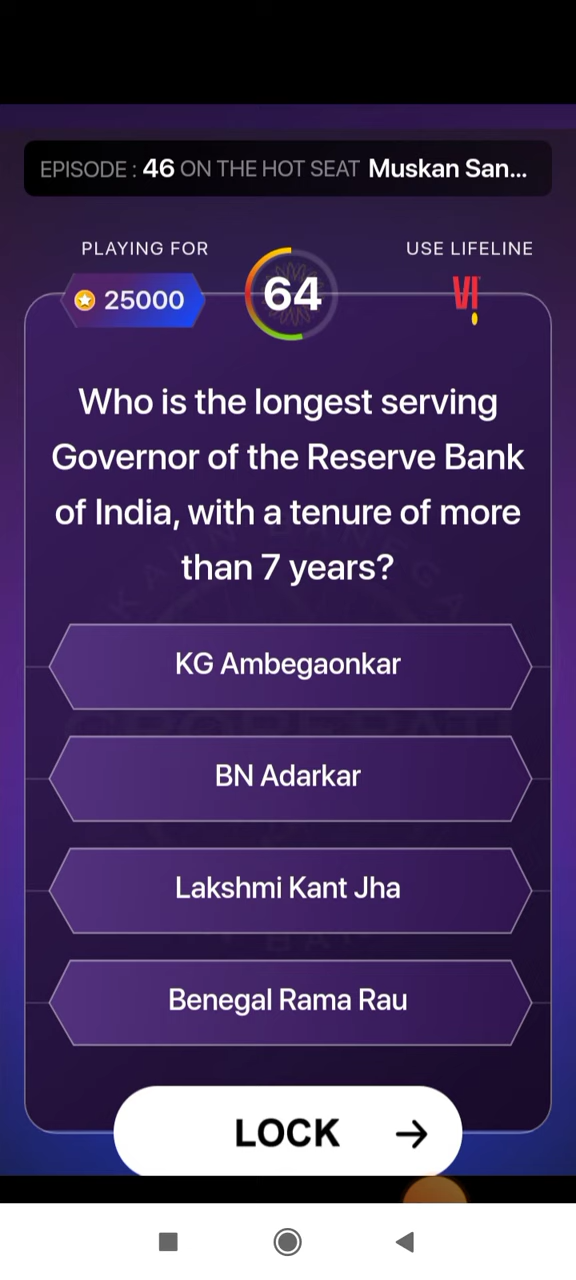 EPISODE : 46 ON THE HOT SEAT Muskan San...
PLAYING FOR
USE LIFELINE
25000
64
VI
Who is the longest serving
Governor of the Reserve Bank
of India, with a tenure of more
than 7 years?
KG Ambegaonkar
BN Adarkar
Lakshmi Kant Jha
Benegal Rama Rau
LOCK